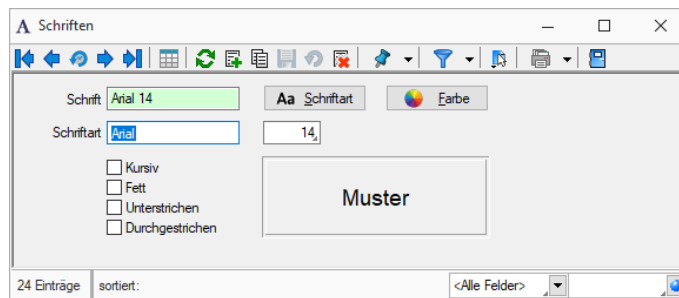 A Schriften
Schrift Arial 14 Aa Schriftart Farbe
Schriftart Arial 14
Kursiv
Fett
Unterstrichen
Durchgestrichen
Muster
24 Einträge sortiert: <Alle Felder>